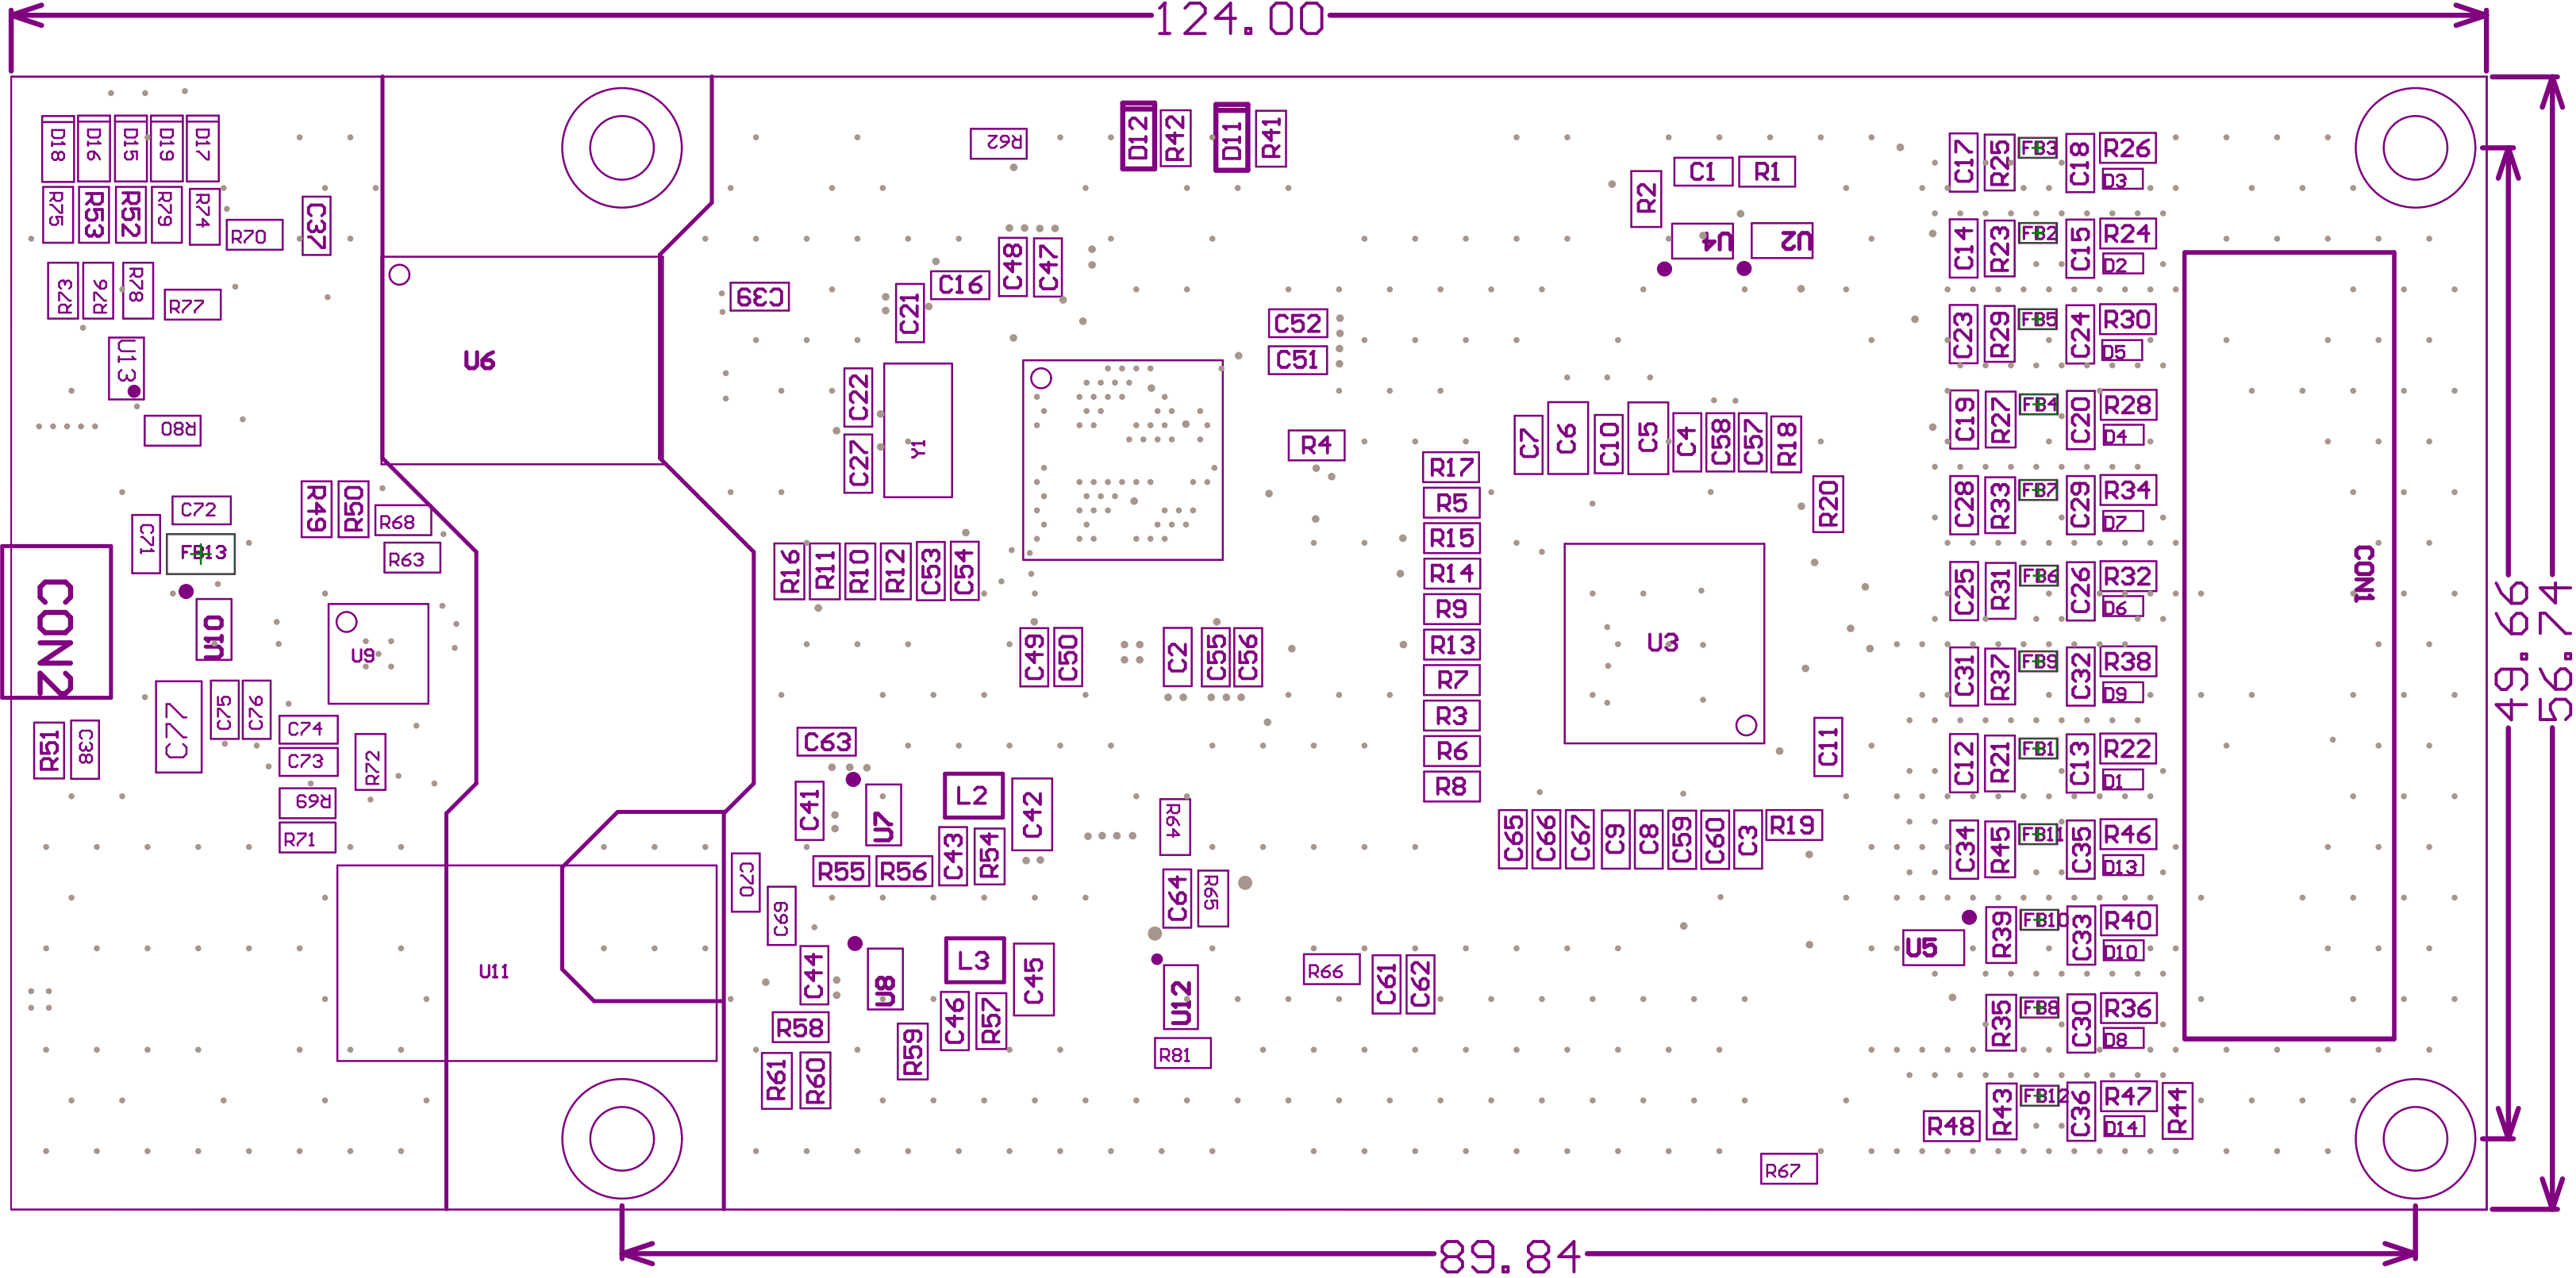 124.00
D18 D16 D15 D19 D17
R75 R53 R52 R79 R74
R70
C37
R73 R76 R78
R77
U13
R80
U6
C72
C71
FB13
R49 R50
R68
R63
CON2
U10
U9
R51 C38
C77
C75 C76
C74
C73
R72
R69
R71
U11
C39
R62
D12 R42
D11 R41
C48 C47
C16
C21
C52
C51
C22
C27
Y1
R16 R11 R10 R12 C53 C54
C49 C50
C2 C55 C56
C63
C41
U7
L2
C42
R55 R56
C43 R54
R64
C64 R65
C70
C69
C44
U8
L3
C45
C46 R57
R58
R59
R61 R60
U12
R81
R66
C61 C62
C1 R1
R2
U4 U2
R4
R17
R5
R15
R14
R9
R13
R7
R3
R6
R8
C7 C6 C10 C5 C4 C58 C57 R18
R20
U3
C11
C65 C66 C67 C9 C8 C59 C60 C3 R19
C17 R25 FB3 C18 R26
D3
C14 R23 FB2 C15 R24
D2
C23 R29 FB5 C24 R30
D5
C19 R27 FB4 C20 R28
D4
C28 R33 FB7 C29 R34
D7
C25 R31 FB6 C26 R32
D6
C31 R37 FB9 C32 R38
D9
C12 R21 FB1 C13 R22
D1
C34 R45 FB11 C35 R46
D13
U5
R39 FB10 C33 R40
D10
R35 FB8 C30 R36
D8
R48
R43 FB12 C36 R47
D14
R44
R67
CON1
49.66
56.74
89.84